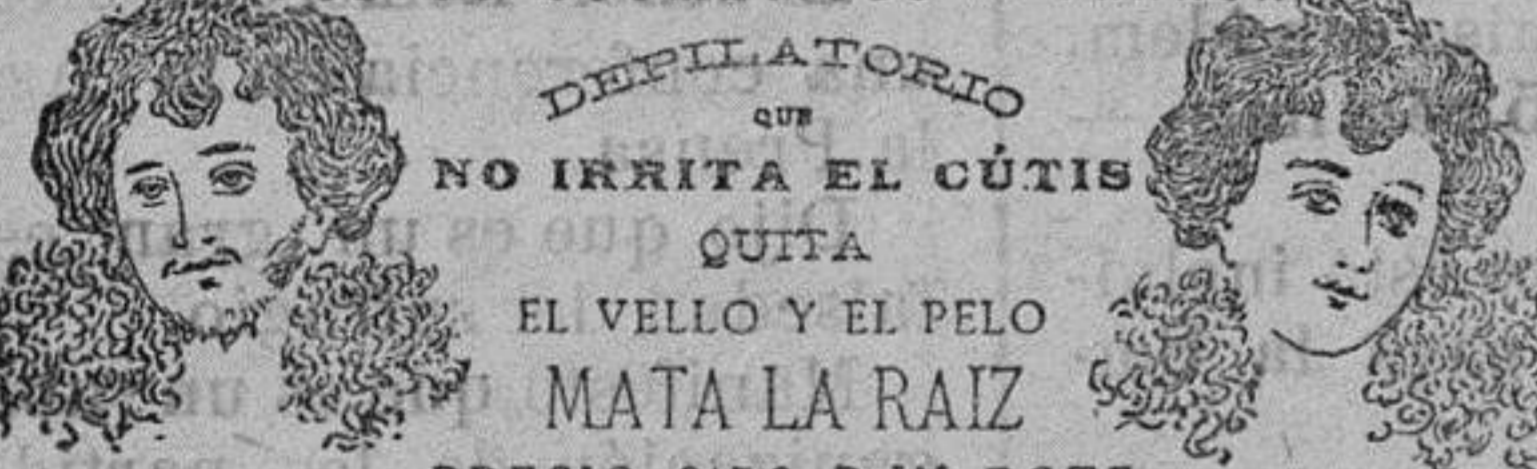 DEPILATORIO
QUE
NO IRRITA EL CÚTIS
QUITA
EL VELLO Y EL PELO
MATA LA RAIZ